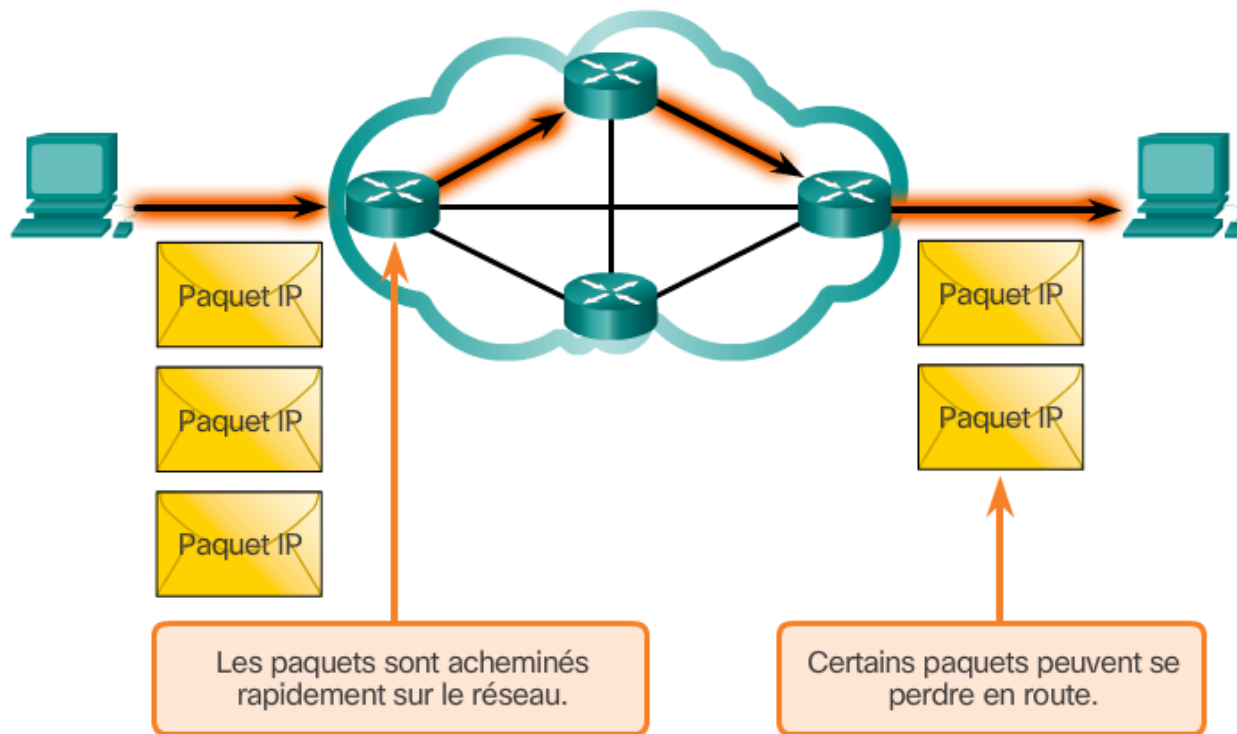 Paquet IP
Paquet IP
Paquet IP
Paquet IP
Paquet IP
Les paquets sont acheminés
rapidement sur le réseau.
Certains paquets peuvent se
perdre en route.